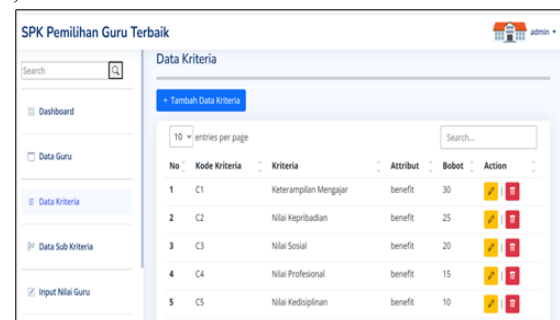 SPK Pemilihan Guru Terbaik
admin
Search
Dashboard
Data Guru
Data Kriteria
Data Sub Kriteria
Input Nilai Guru
Data Kriteria
+ Tambah Data Kriteria
10 entries per page
Search...
No Kode Kriteria Kriteria Attribut Bobot Action
1 C1 Keterampilan Mengajar benefit 30
2 C2 Nilai Kepribadian benefit 25
3 C3 Nilai Sosial benefit 20
4 C4 Nilai Profesional benefit 15
5 C5 Nilai Kedisiplinan benefit 10